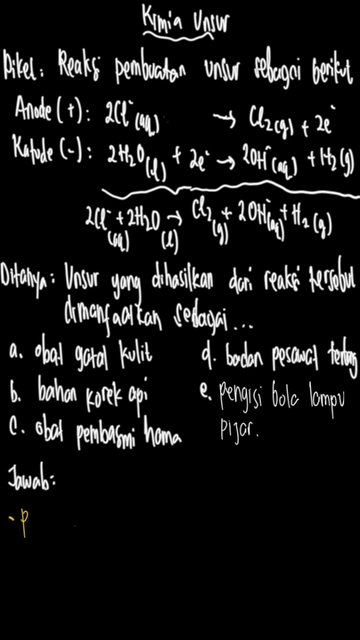 Kimia Unsur
Diket: Reaksi pembuatan unsur sebagai berikut
Anode (+): 2Cl⁻(aq) → Cl₂(g) + 2e⁻
Katode (-): 2H₂O(l) + 2e⁻ → 2OH⁻(aq) + H₂(g)
2Cl⁻(aq) + 2H₂O(l) → Cl₂(g) + 2OH⁻(aq) + H₂(g)
Ditanya: Unsur yang dihasilkan dari reaksi tersebut
dimanfaatkan sebagai...
a. obat gatal kulit
b. bahan korek api
c. obat pembasmi hama
d. badan pesawat terbang
e. pengisi bola lampu
pijar.
Jawab:
- P